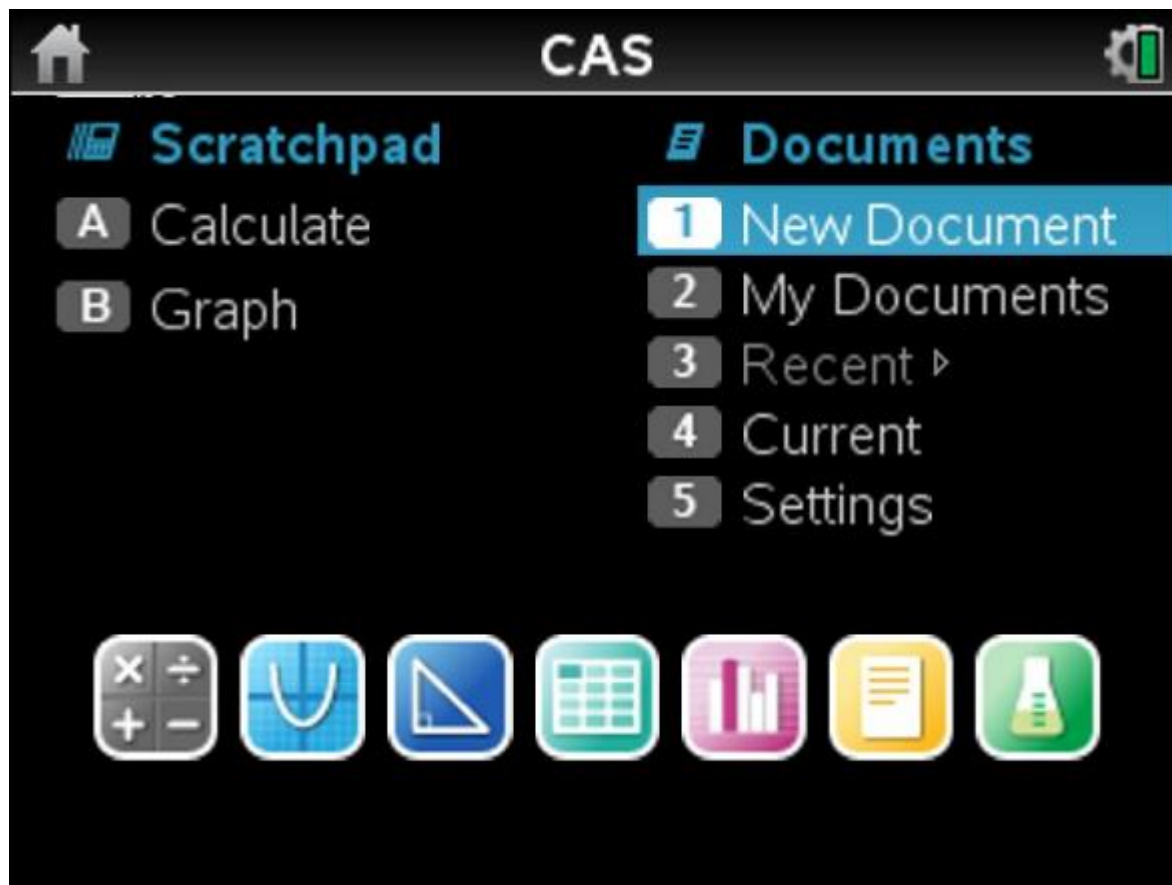 CAS
Scratchpad
A Calculate
B Graph
Documents
1 New Document
2 My Documents
3 Recent ▹
4 Current
5 Settings